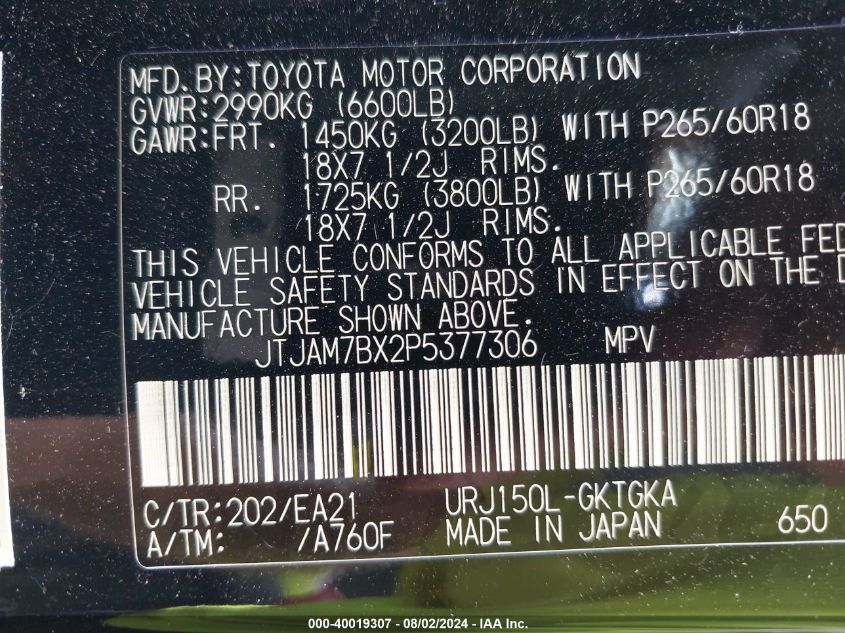 MFD.BY:TOYOTA MOTOR CORPORATION
GVWR:2990KG (6600LB)
GAWR:FRT. 1450KG (3200LB) WITH P265/60R18
18X7 1/2J RIMS.
RR. 1725KG (3800LB) WITH P265/60R18
18X7 1/2J RIMS.
THIS VEHICLE CONFORMS TO ALL APPLICABLE FED
VEHICLE SAFETY STANDARDS IN EFFECT ON THE D
MANUFACTURE SHOWN ABOVE.
JTJAM7BX2P5377306 MPV
C/TR:202/EA21 URJ150L-GKTGKA
A/TM: /A760F MADE IN JAPAN 650
000-40019307 - 08/02/2024 - IAA Inc.